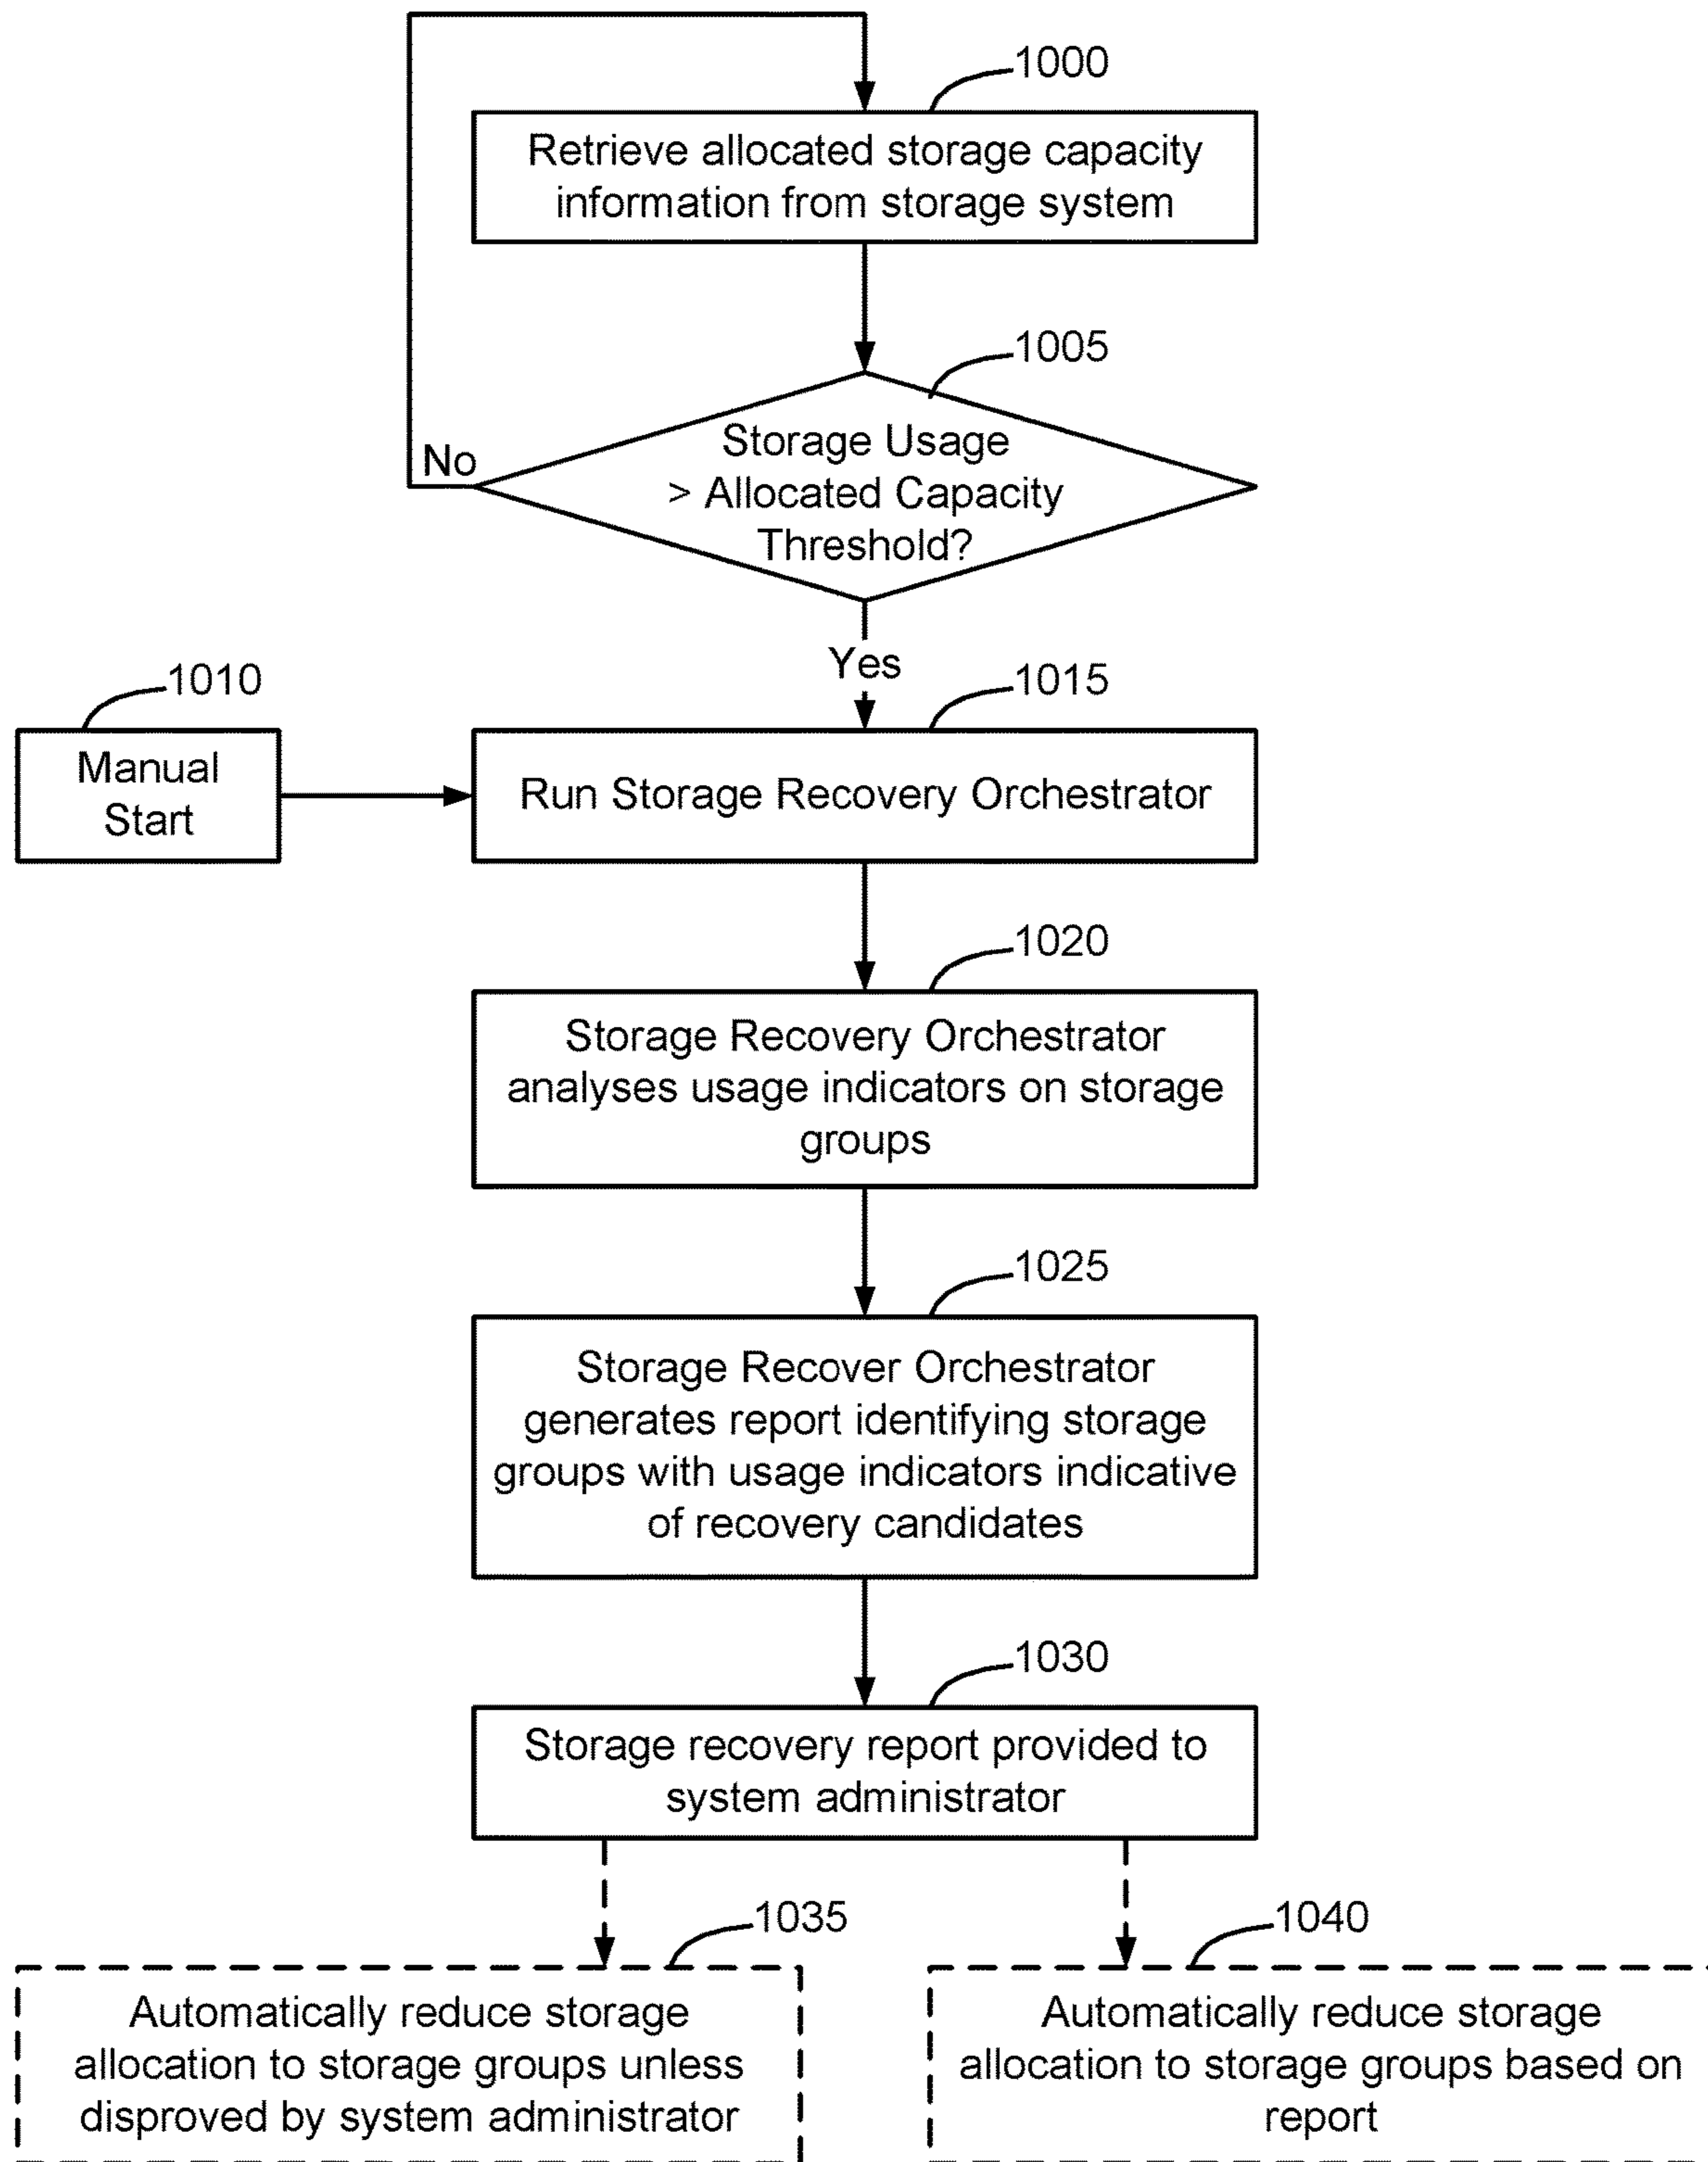 1000
Retrieve allocated storage capacity
information from storage system
1005
Storage Usage
> Allocated Capacity
Threshold?
No
Yes
1010
Manual
Start
1015
Run Storage Recovery Orchestrator
1020
Storage Recovery Orchestrator
analyses usage indicators on storage
groups
1025
Storage Recover Orchestrator
generates report identifying storage
groups with usage indicators indicative
of recovery candidates
1030
Storage recovery report provided to
system administrator
1035
Automatically reduce storage
allocation to storage groups unless
disproved by system administrator
1040
Automatically reduce storage
allocation to storage groups based on
report